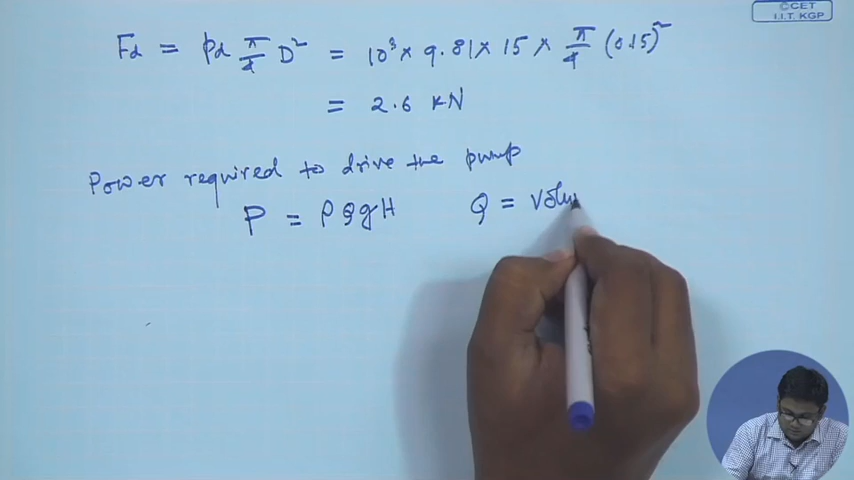 ©CET
I.I.T. KGP
Fd = pd π/4 D² = 10³ × 9.81 × 15 × π/4 (0.15)²
= 2.6 KN
Power required to drive the pump
P = ρQgH Q = Volu